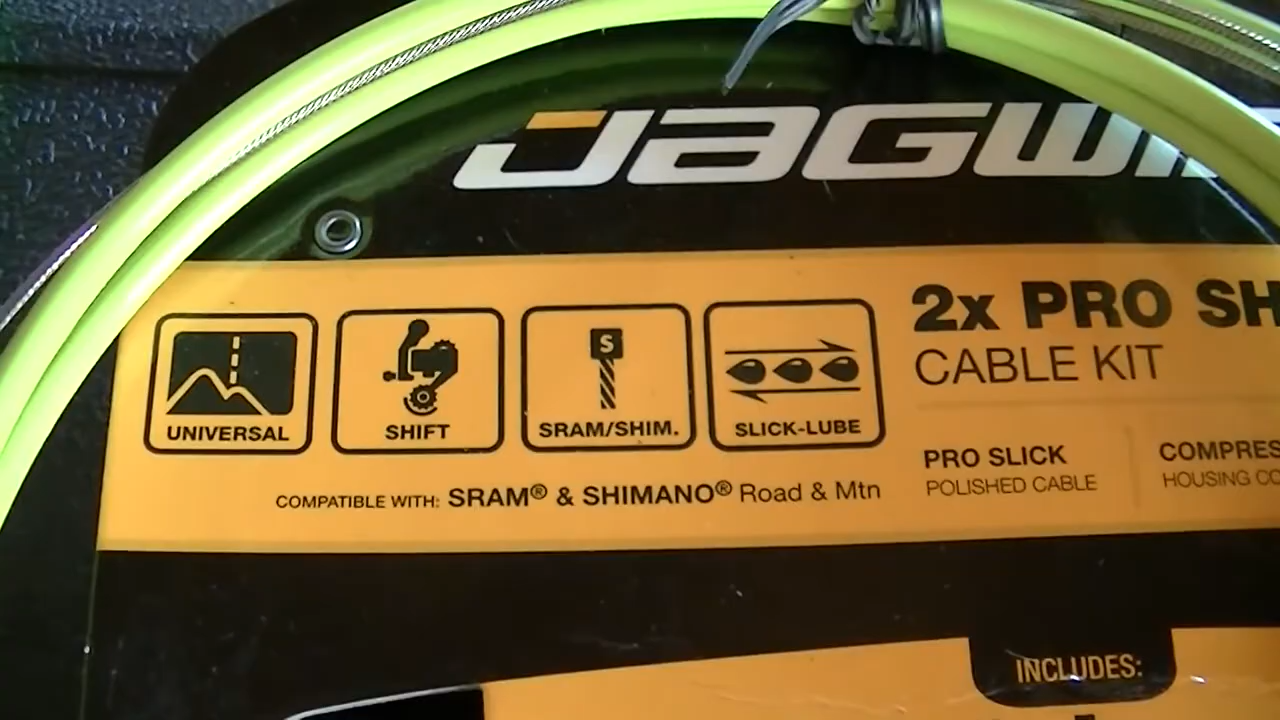 JAGWI
2x PRO SH
CABLE KIT
UNIVERSAL
SHIFT
S
SRAM/SHIM.
SLICK-LUBE
PRO SLICK
POLISHED CABLE
COMPRES
HOUSING CO
COMPATIBLE WITH: SRAM® & SHIMANO® Road & Mtn
INCLUDES: